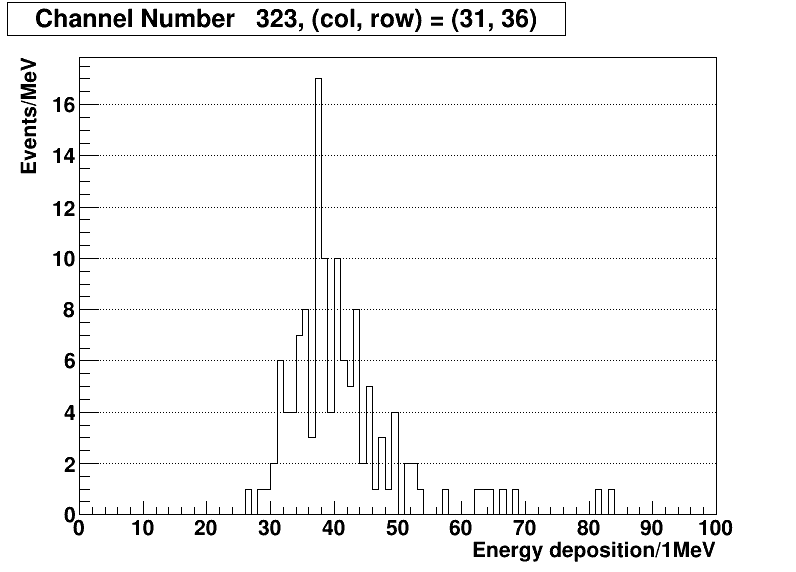 Channel Number 323, (col, row) = (31, 36)
Events/MeV
16
14
12
10
8
6
4
2
0
0 10 20 30 40 50 60 70 80 90 100
Energy deposition/1MeV